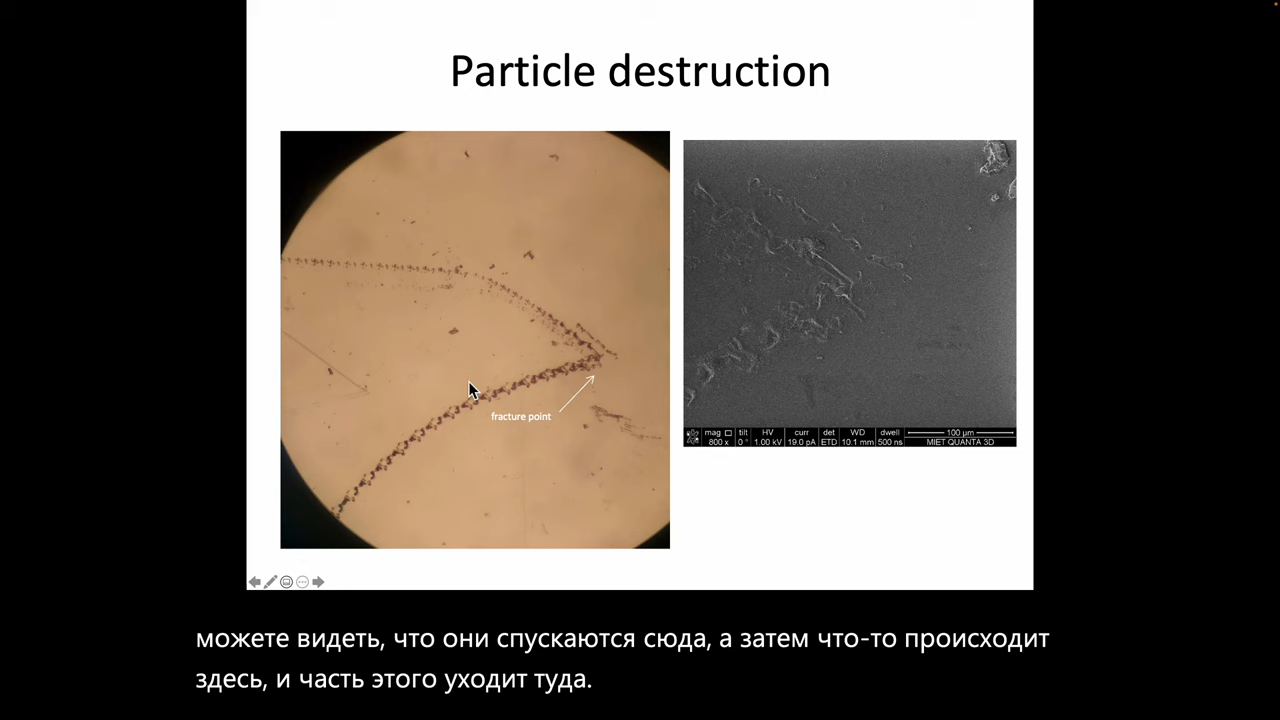 Particle destruction
fracture point
mag tilt HV curr det WD dwell 100 µm
800 x 0 ° 1.00 kV 19.0 pA ETD 10.1 mm 500 ns MIET QUANTA 3D
можете видеть, что они спускаются сюда, а затем что-то происходит
здесь, и часть этого уходит туда.